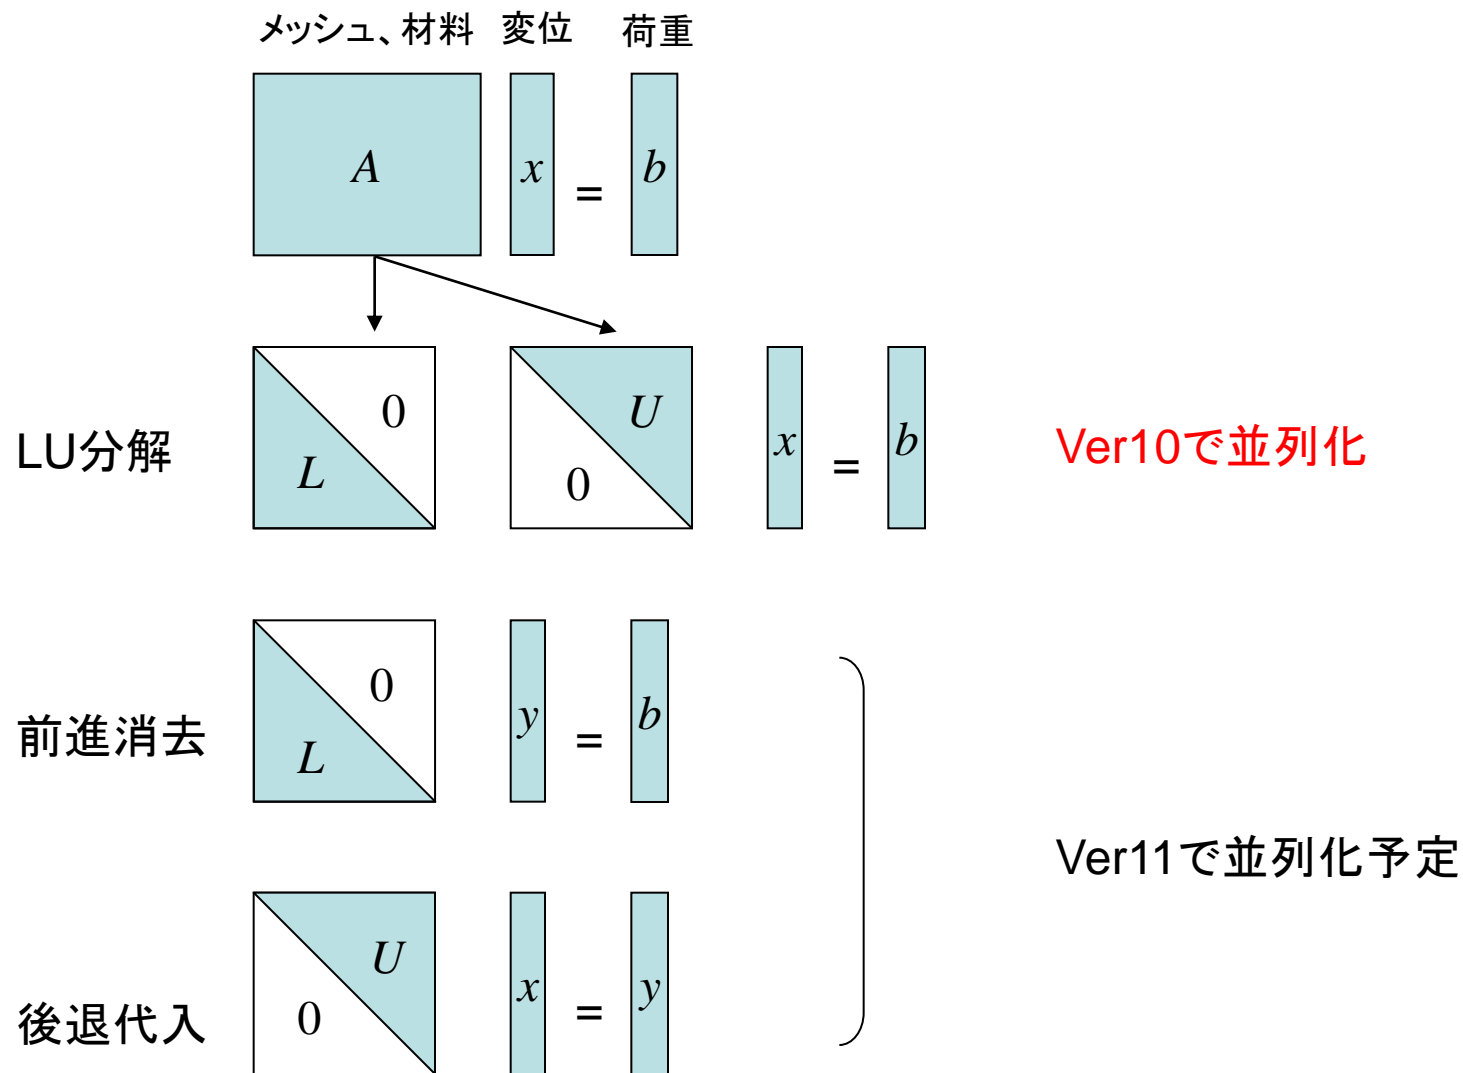 メッシュ、材料 変位 荷重
A x = b
LU分解 L 0 0 U x = b Ver10で並列化
前進消去 L 0 y = b
Ver11で並列化予定
後退代入 0 U x = y